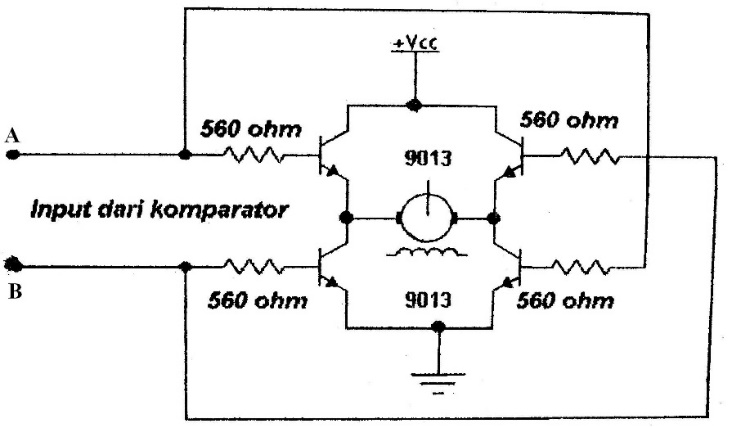 +Vcc
560 ohm
560 ohm
A
9013
Input dari komparator
B
560 ohm
9013
560 ohm